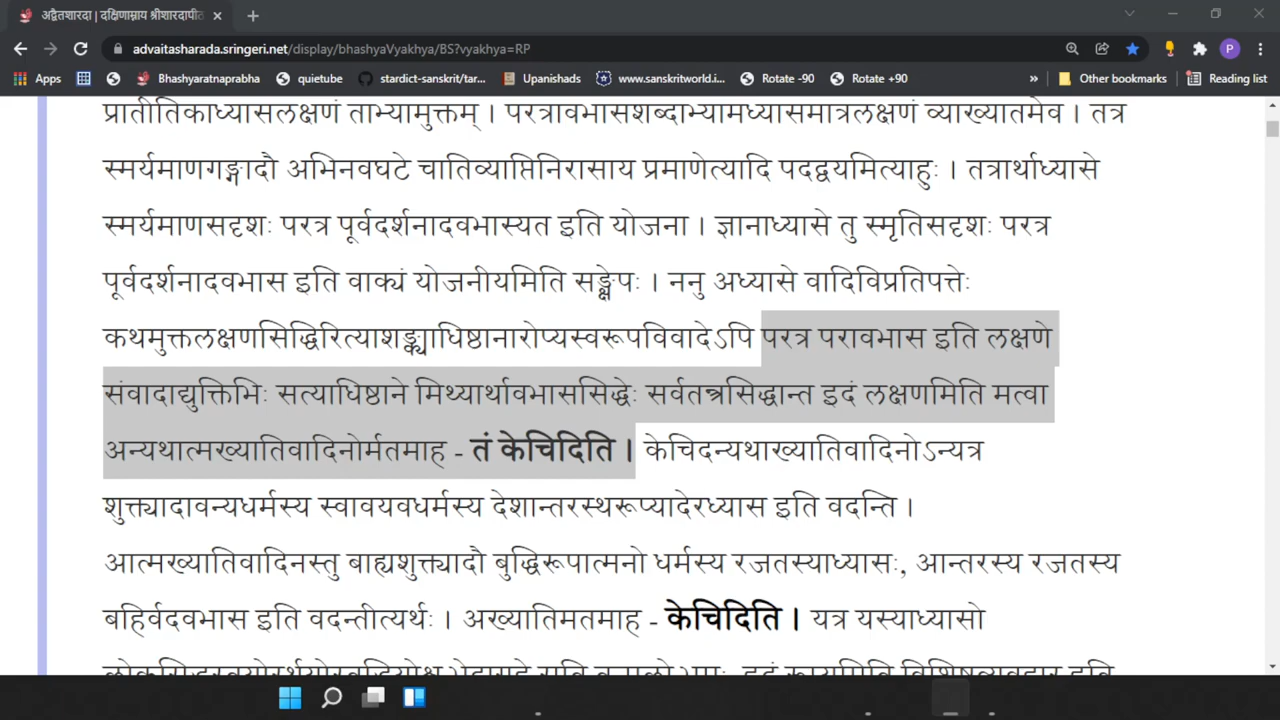 अद्वैतशारदा | दक्षिणाम्नाय श्रीशारदापीठ
advaitasharada.sringeri.net/display/bhashyaVyakhya/BS?vyakhya=RP
P
Apps Bhashyaratnaprabha quietube stardict-sanskrit/tar... Upanishads www.sanskritworld.i... Rotate -90 Rotate +90 » Other bookmarks Reading list
प्रातीतिकाध्यासलक्षणं ताभ्यामुक्तम् । परत्रावभासशब्दाभ्यामध्यासमात्रलक्षणं व्याख्यातमेव । तत्र
स्मर्यमाणगङ्गादौ अभिनवघटे चातिव्याप्तिनिरासाय प्रमाणेत्यादि पदद्वयमित्याहुः । तत्रार्थाध्यासे
स्मर्यमाणसदृशः परत्र पूर्वदर्शनादवभास्यत इति योजना । ज्ञानाध्यासे तु स्मृतिसदृशः परत्र
पूर्वदर्शनादवभास इति वाक्यं योजनीयमिति सङ्क्षेपः । ननु अध्यासे वादिविप्रतिपत्तेः
कथमुक्तलक्षणसिद्धिरित्याशङ्क्याधिष्ठानारोप्यस्वरूपविवादेऽपि परत्र परावभास इति लक्षणे
संवादाद्युक्तिभिः सत्याधिष्ठाने मिथ्यार्थावभाससिद्धेः सर्वतन्त्रसिद्धान्त इदं लक्षणमिति मत्वा
अन्यथात्मख्यातिवादिनोर्मतमाह - तं केचिदिति । केचिदन्यथाख्यातिवादिनोऽन्यत्र
शुक्त्यादावन्यधर्मस्य स्वावयवधर्मस्य देशान्तरस्थरूप्यादेरध्यास इति वदन्ति ।
आत्मख्यातिवादिनस्तु बाह्यशुक्त्यादौ बुद्धिरूपात्मनो धर्मस्य रजतस्याध्यासः, आन्तरस्य रजतस्य
बहिर्वदवभास इति वदन्तीत्यर्थः । अख्यातिमतमाह - केचिदिति । यत्र यस्याध्यासो